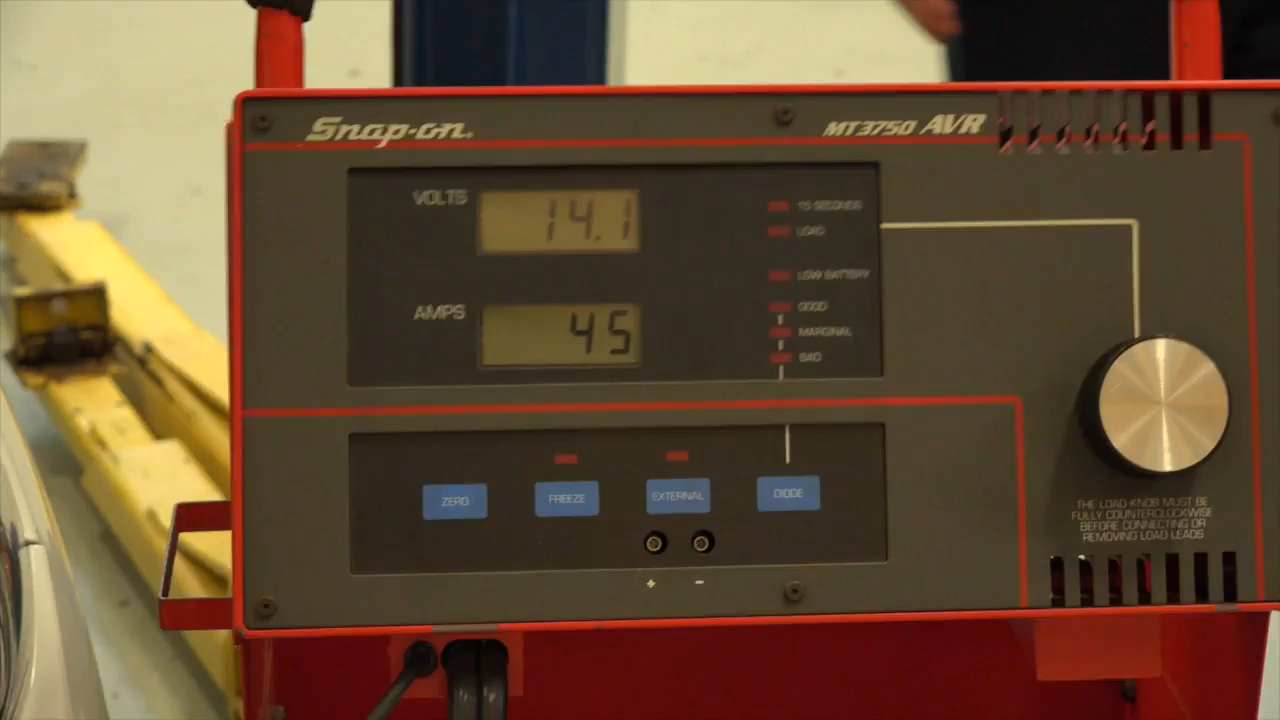 Snap-on.
MT3750 AVR
VOLTS
14.1
15 SECONDS
LOAD
LOW BATTERY
AMPS
45
GOOD
MARGINAL
BAD
ZERO
FREEZE
EXTERNAL
DIODE
+ -
THE LOAD KNOB MUST BE
FULLY COUNTERCLOCKWISE
BEFORE CONNECTING OR
REMOVING LOAD LEADS